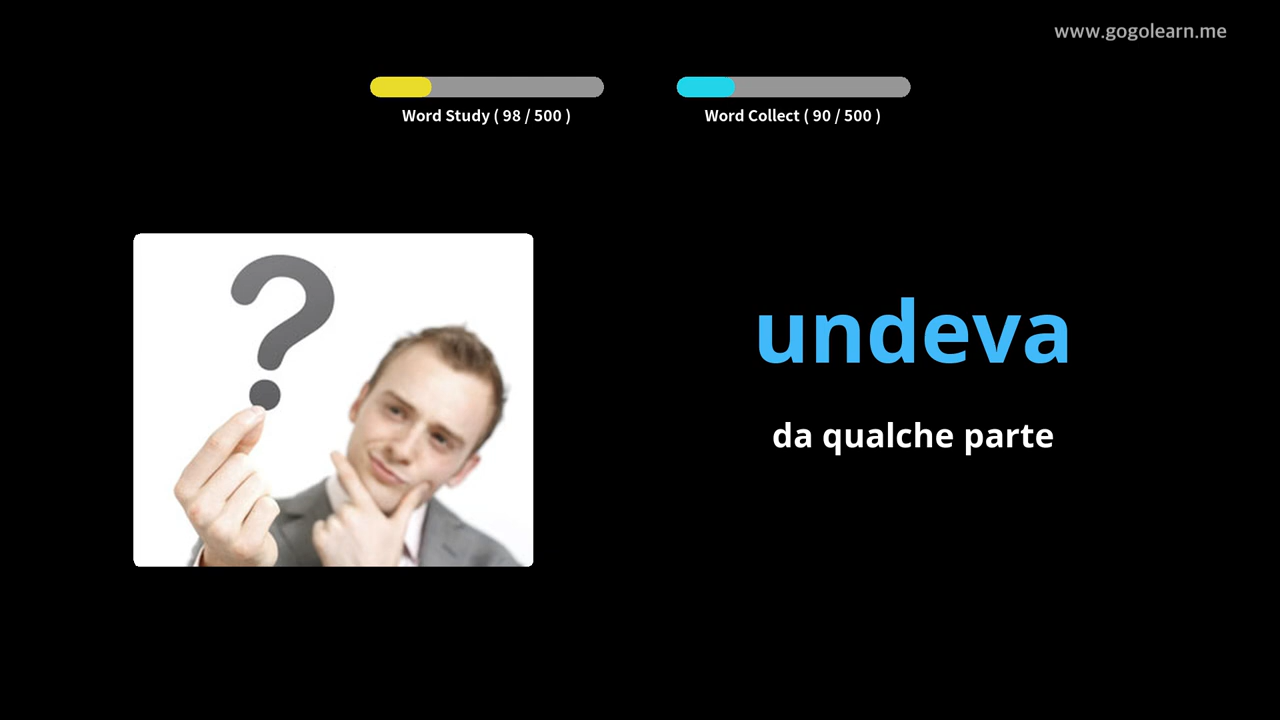 www.gogolearn.me
Word Study ( 98 / 500 )
Word Collect ( 90 / 500 )
undeva
da qualche parte